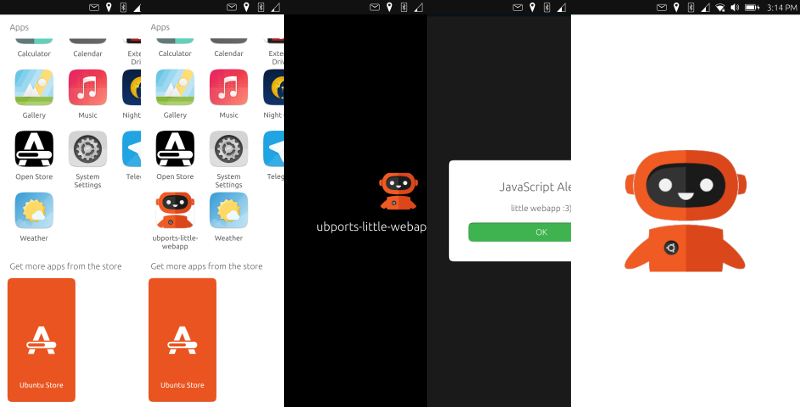 3:14 PM
Apps
Calculator Calendar Exte
Driv
Gallery Music Night
Open Store System
Settings Teleg
Weather
Get more apps from the store
Ubuntu Store
Apps
Calculator Calendar Exte
Driv
Gallery Music Night
Open Store System
Settings Teleg
ubports-little-
webapp Weather
Get more apps from the store
Ubuntu Store
ubports-little-webapp
JavaScript Ale
little webapp :3)
OK